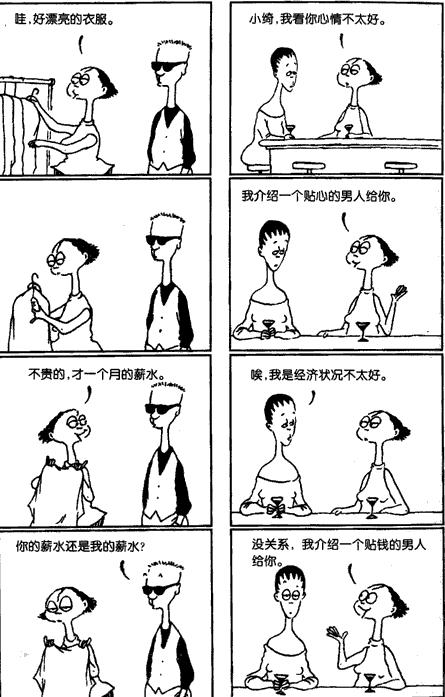 哇,好漂亮的衣服。
不贵的,才一个月的薪水。
你的薪水还是我的薪水?
小绮,我看你心情不太好。
我介绍一个贴心的男人给你。
唉,我是经济状况不太好。
没关系，我介绍一个贴钱的男人
给你。